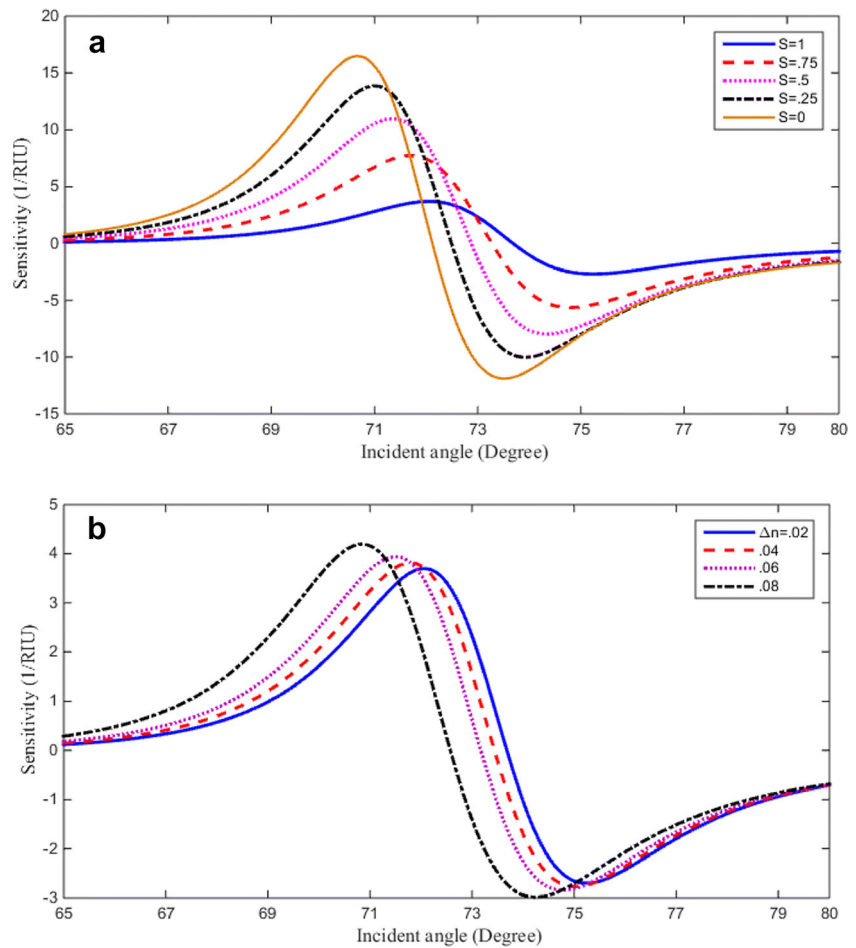 a
20
15
10
5
0
-5
-10
-15
Sensitivity (1/RIU)
S=1
S=.75
S=.5
S=.25
S=0
65 67 69 71 73 75 77 79 80
Incident angle (Degree)
b
5
4
3
2
1
0
-1
-2
-3
Sensitivity (1/RIU)
Δn=.02
.04
.06
.08
65 67 69 71 73 75 77 79 80
Incident angle (Degree)